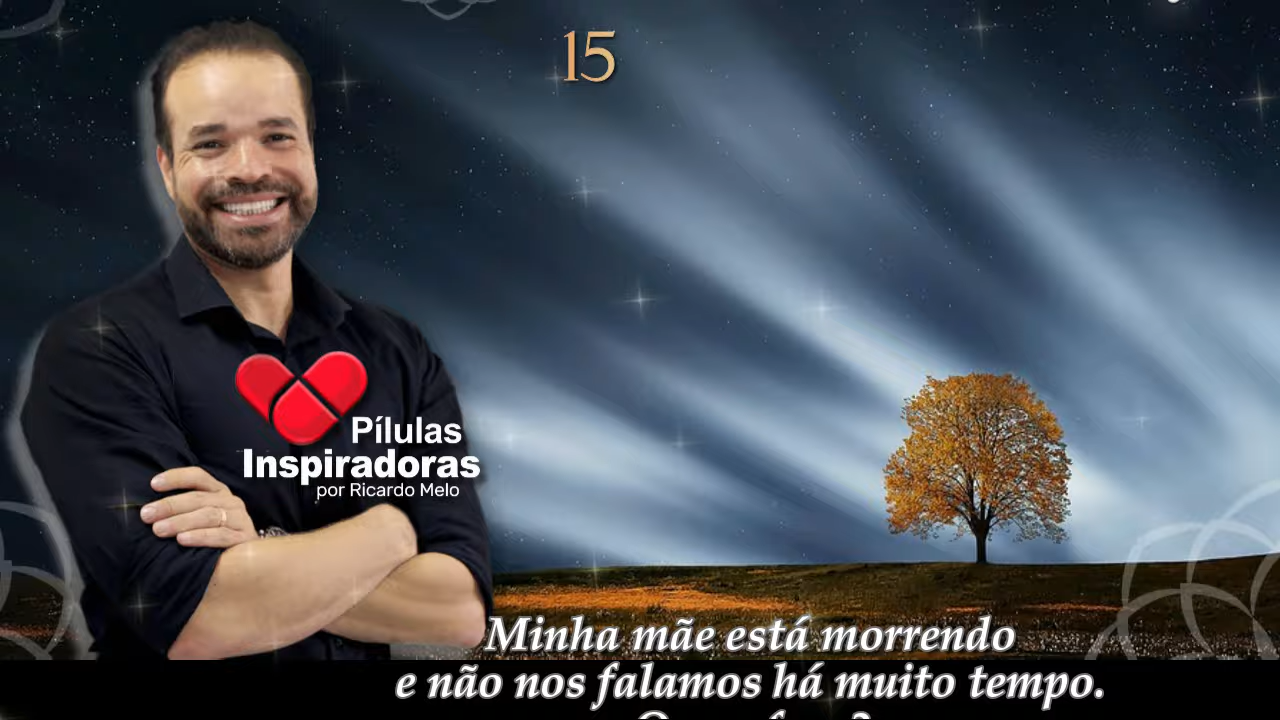 15
Pílulas
Inspiradoras
por Ricardo Melo
Minha mãe está morrendo
e não nos falamos há muito tempo.